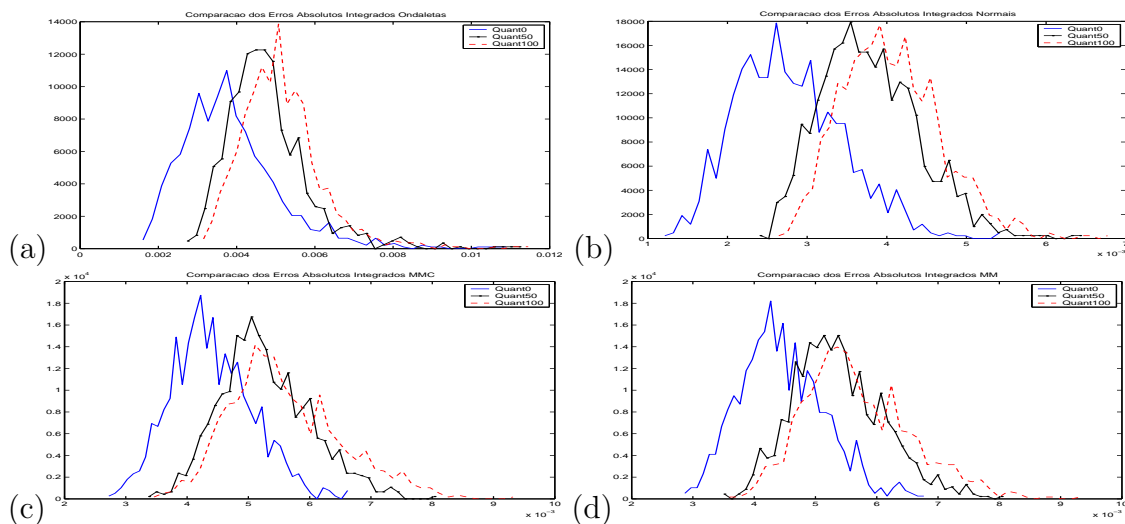 Comparacao dos Erros Absolutos Integrados Ondaletas
14000
12000
10000
8000
6000
4000
2000
0
0 0.002 0.004 0.006 0.008 0.01 0.012
Quant0
Quant50
Quant100
(a)
Comparacao dos Erros Absolutos Integrados Normais
18000
16000
14000
12000
10000
8000
6000
4000
2000
0
1 2 3 4 5 6 7
x 10⁻³
Quant0
Quant50
Quant100
(b)
x 10⁴
Comparacao dos Erros Absolutos Integrados MMC
2
1.8
1.6
1.4
1.2
1
0.8
0.6
0.4
0.2
0
2 3 4 5 6 7 8 9 10
x 10⁻³
Quant0
Quant50
Quant100
(c)
x 10⁴
Comparacao dos Erros Absolutos Integrados MM
2
1.8
1.6
1.4
1.2
1
0.8
0.6
0.4
0.2
0
2 3 4 5 6 7 8 9 10
x 10⁻³
Quant0
Quant50
Quant100
(d)